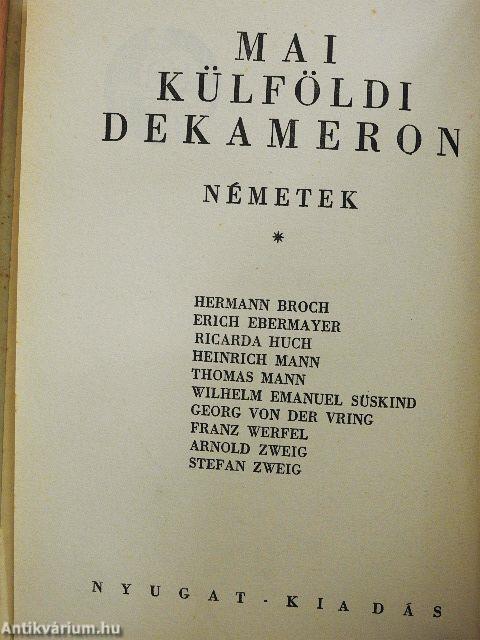 MAI
KÜLFÖLDI
DEKAMERON
NÉMETEK
*
HERMANN BROCH
ERICH EBERMAYER
RICARDA HUCH
HEINRICH MANN
THOMAS MANN
WILHELM EMANUEL SÜSKIND
GEORG VON DER VRING
FRANZ WERFEL
ARNOLD ZWEIG
STEFAN ZWEIG
NYUGAT-KIADÁS
Antikvárium.hu